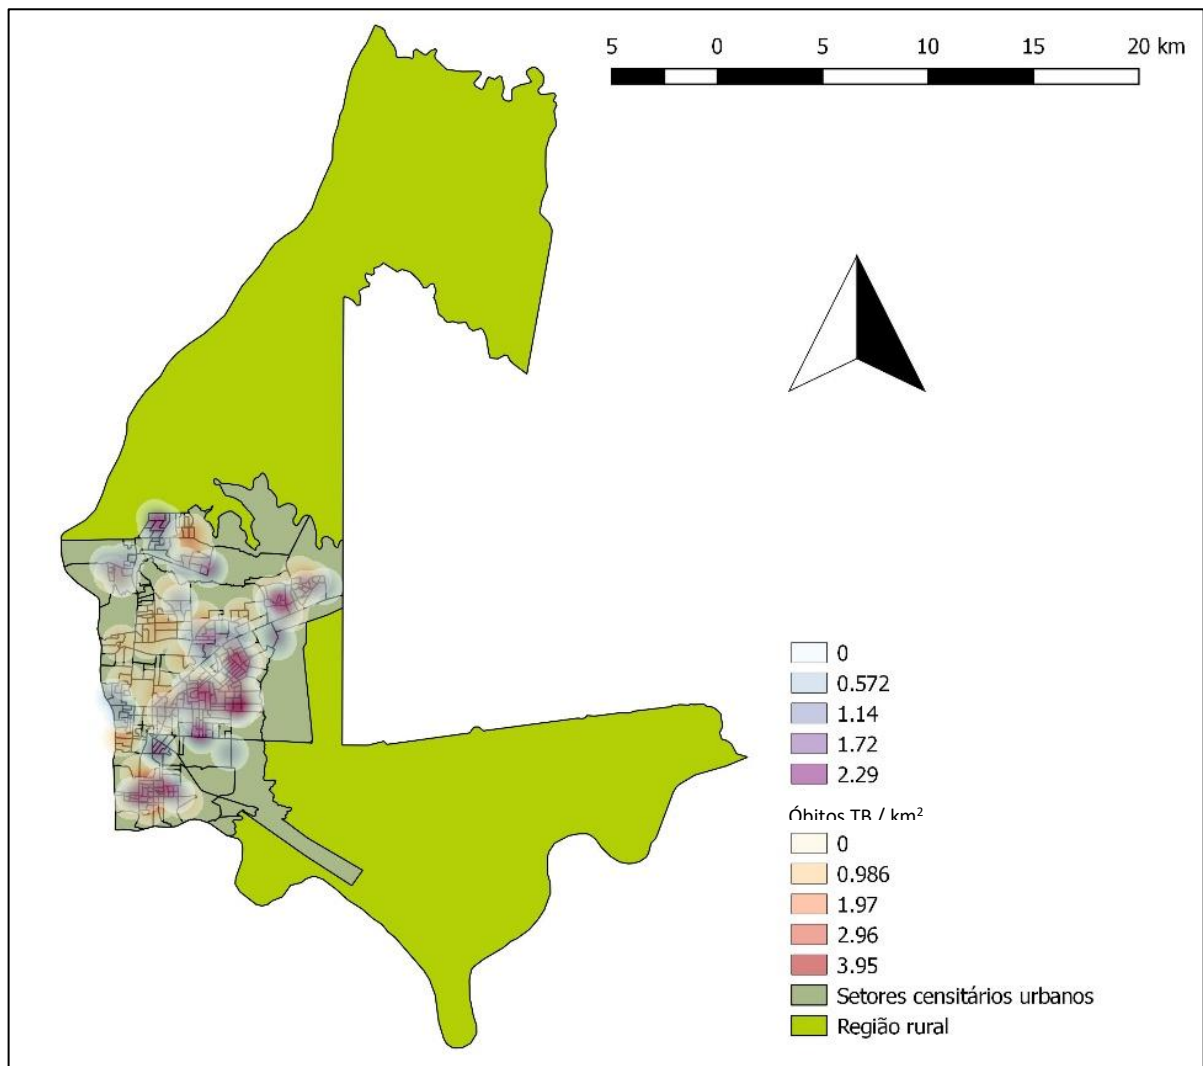 5 0 5 10 15 20 km
0
0.572
1.14
1.72
2.29
Óbitos TB / km²
0
0.986
1.97
2.96
3.95
Setores censitários urbanos
Região rural